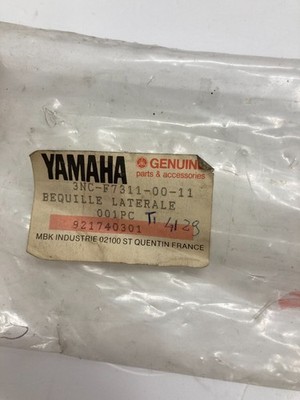 YAMAHA GENUINE
parts & accessories
3NC-F7311-00-11
BEQUILLE LATERALE
001PC
921740301
MBK INDUSTRIE 02100 ST QUENTIN FRANCE